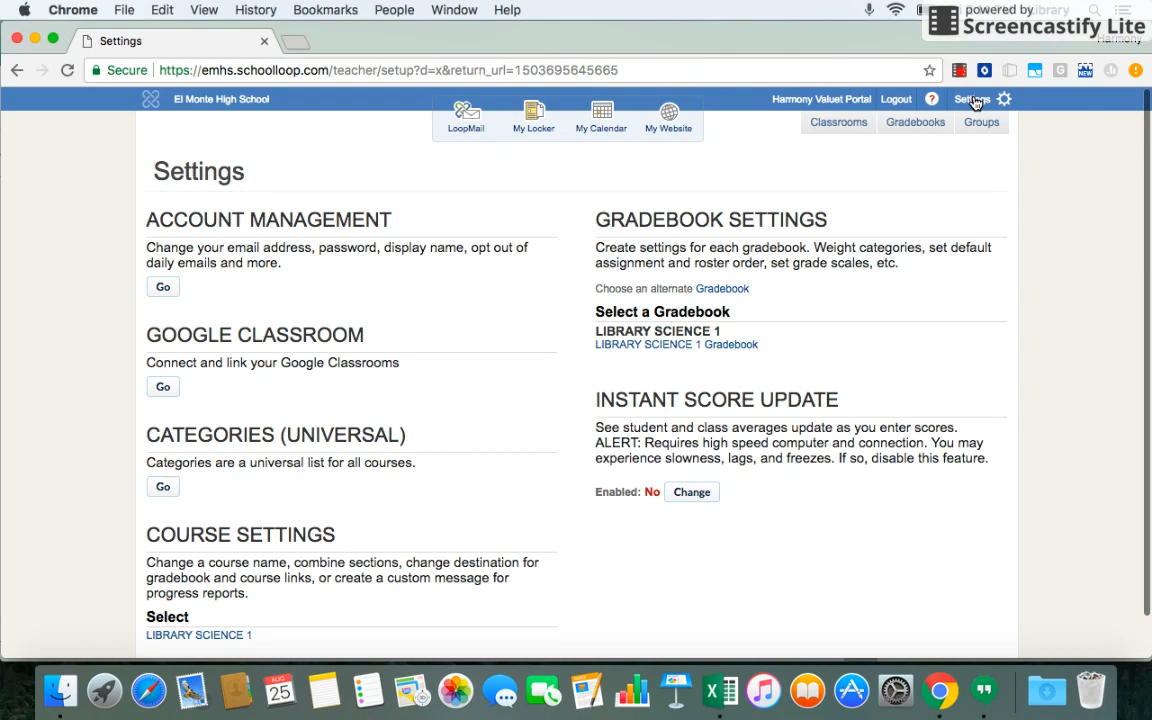 Chrome File Edit View History Bookmarks People Window Help
Library
Powered by
Screencastify Lite
Settings
Harmony
Secure https://emhs.schoolloop.com/teacher/setup?d=x&return_url=1503695645665
NEW
G
El Monte High School
Harmony Valuet Portal Logout ? Settings
LoopMail My Locker My Calendar My Website
Classrooms Gradebooks Groups
Settings
ACCOUNT MANAGEMENT
Change your email address, password, display name, opt out of
daily emails and more.
Go
GOOGLE CLASSROOM
Connect and link your Google Classrooms
Go
CATEGORIES (UNIVERSAL)
Categories are a universal list for all courses.
Go
COURSE SETTINGS
Change a course name, combine sections, change destination for
gradebook and course links, or create a custom message for
progress reports.
Select
LIBRARY SCIENCE 1
GRADEBOOK SETTINGS
Create settings for each gradebook. Weight categories, set default
assignment and roster order, set grade scales, etc.
Choose an alternate Gradebook
Select a Gradebook
LIBRARY SCIENCE 1
LIBRARY SCIENCE 1 Gradebook
INSTANT SCORE UPDATE
See student and class averages update as you enter scores.
ALERT: Requires high speed computer and connection. You may
experience slowness, lags, and freezes. If so, disable this feature.
Enabled: No Change
AUG
25